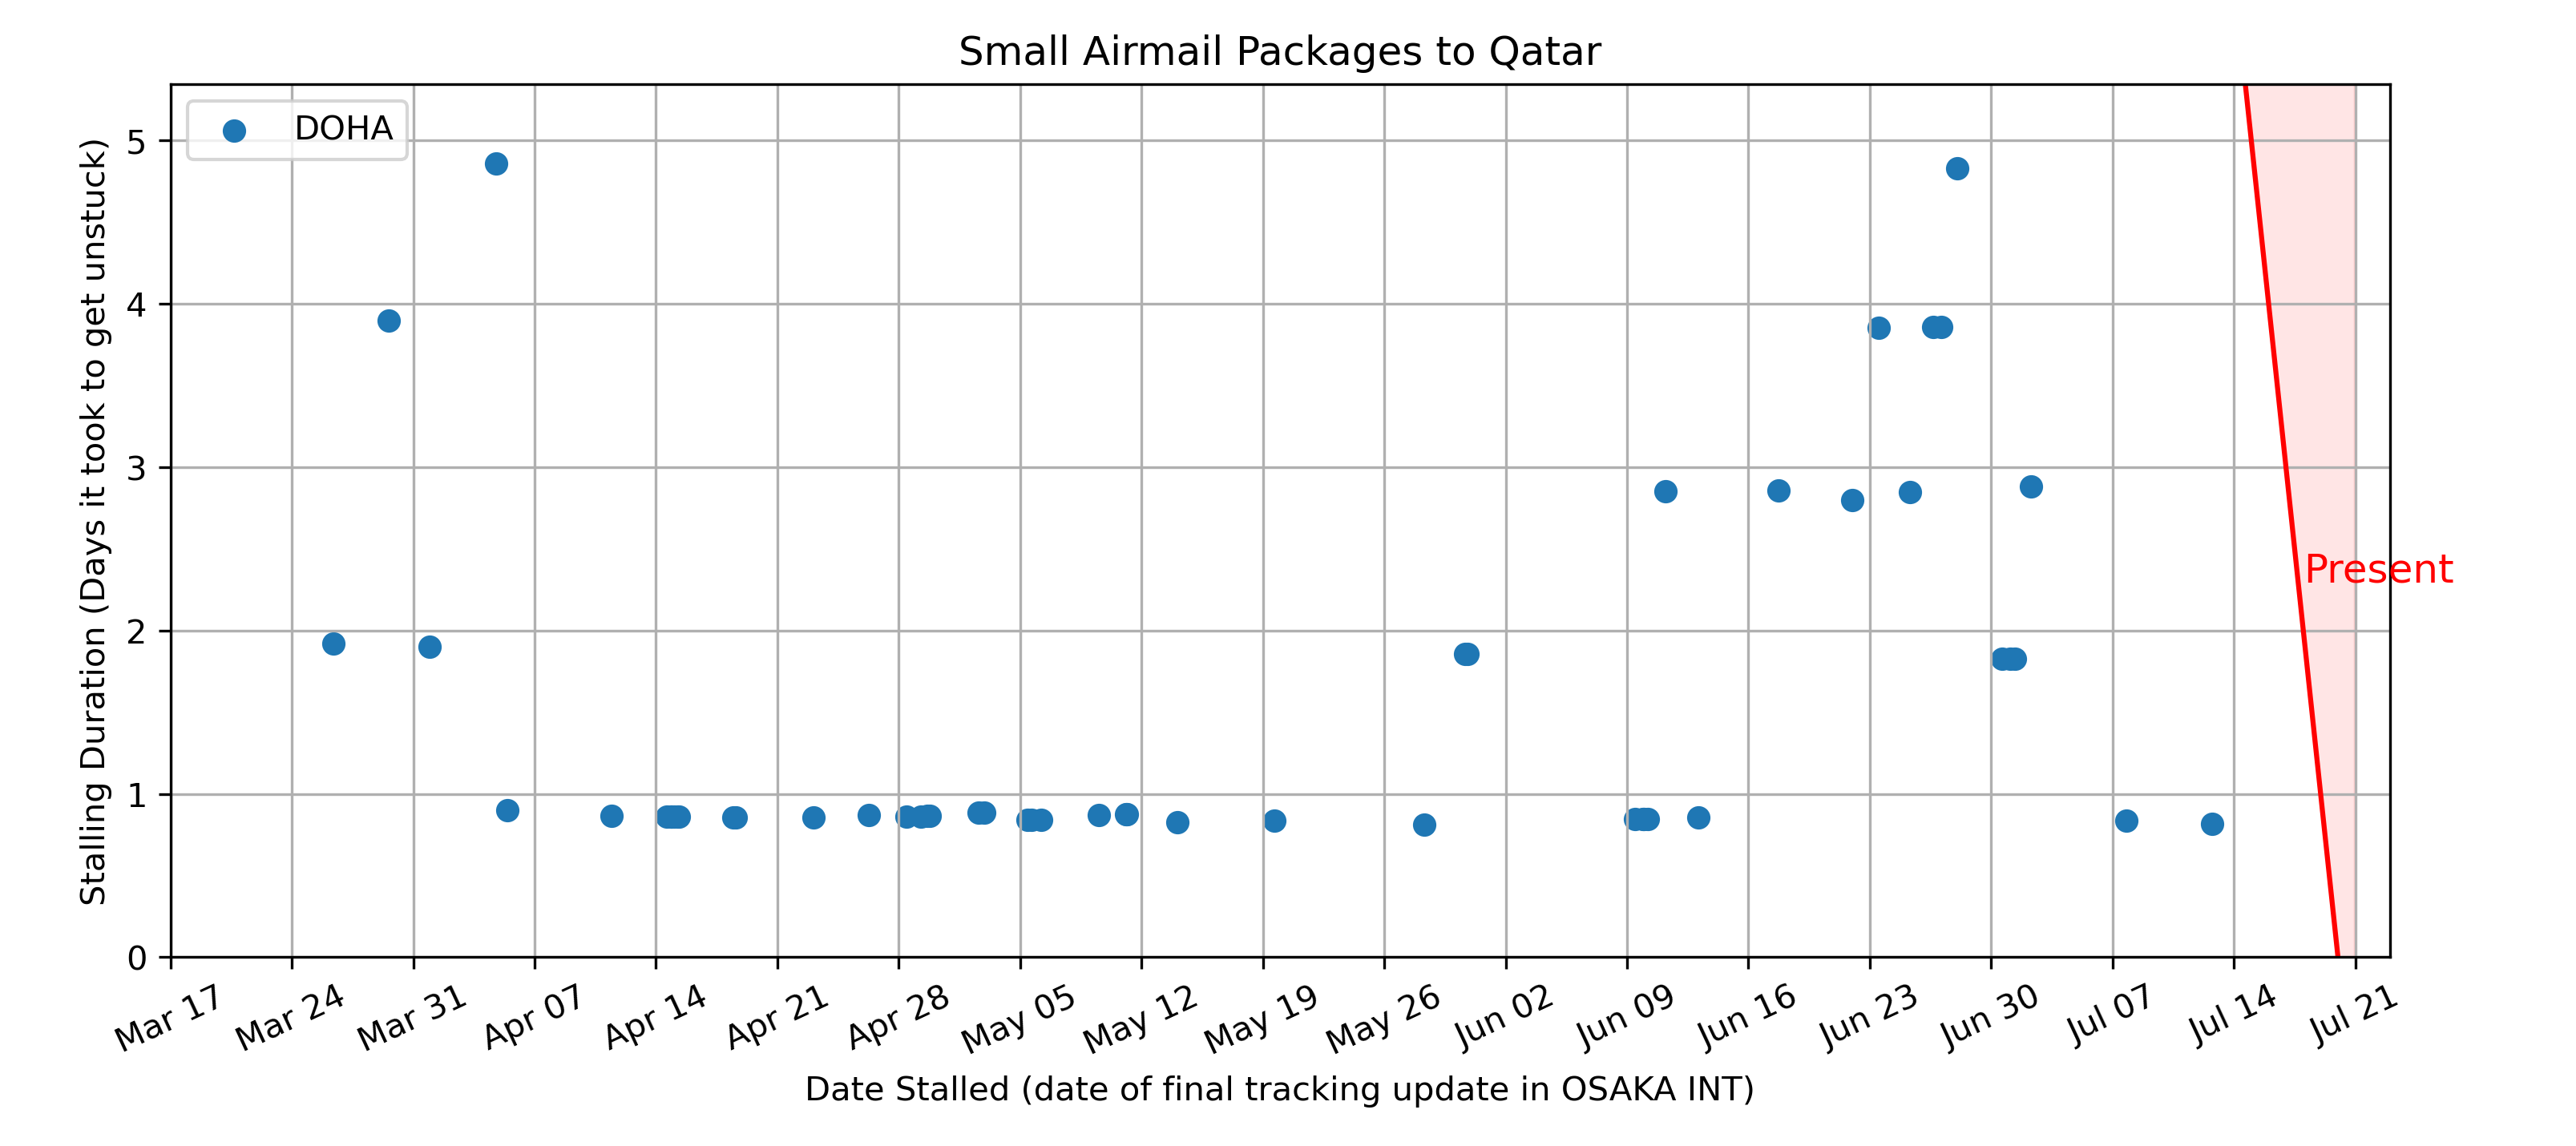 Small Airmail Packages to Qatar
DOHA
Stalling Duration (Days it took to get unstuck)
5
4
3
2
1
0
Present
Mar 17 Mar 24 Mar 31 Apr 07 Apr 14 Apr 21 Apr 28 May 05 May 12 May 19 May 26 Jun 02 Jun 09 Jun 16 Jun 23 Jun 30 Jul 07 Jul 14 Jul 21
Date Stalled (date of final tracking update in OSAKA INT)